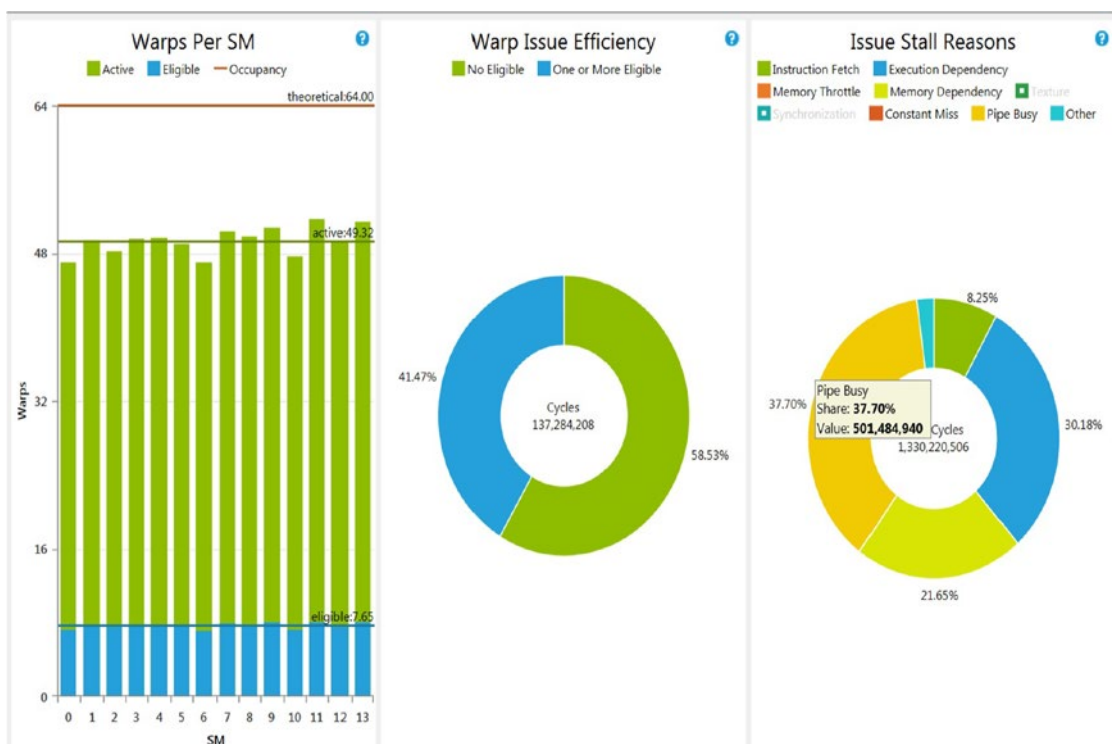 Warps Per SM
Active Eligible Occupancy
theoretical:64.00
64
active:49.32
48
32
Warps
16
eligible:7.65
0
0 1 2 3 4 5 6 7 8 9 10 11 12 13
SM
Warp Issue Efficiency
No Eligible One or More Eligible
41.47%
Cycles
137,284,208
58.53%
Issue Stall Reasons
Instruction Fetch Execution Dependency
Memory Throttle Memory Dependency Texture
Synchronization Constant Miss Pipe Busy Other
8.25%
37.70%
Pipe Busy
Share: 37.70%
Value: 501,484,940
Cycles
1,330,220,506
30.18%
21.65%